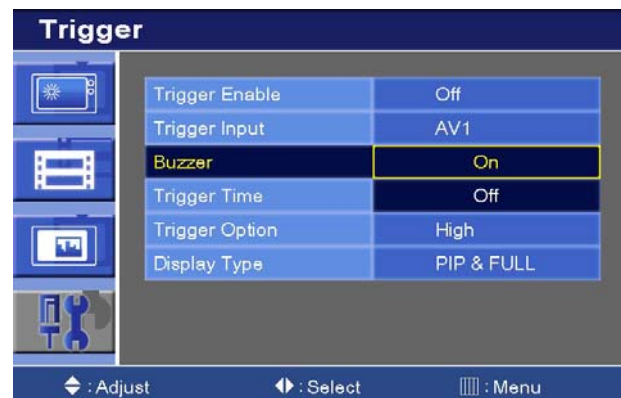 Trigger
Trigger Enable Off
Trigger Input AV1
Buzzer On
Trigger Time Off
Trigger Option High
Display Type PIP & FULL
: Adjust : Select : Menu